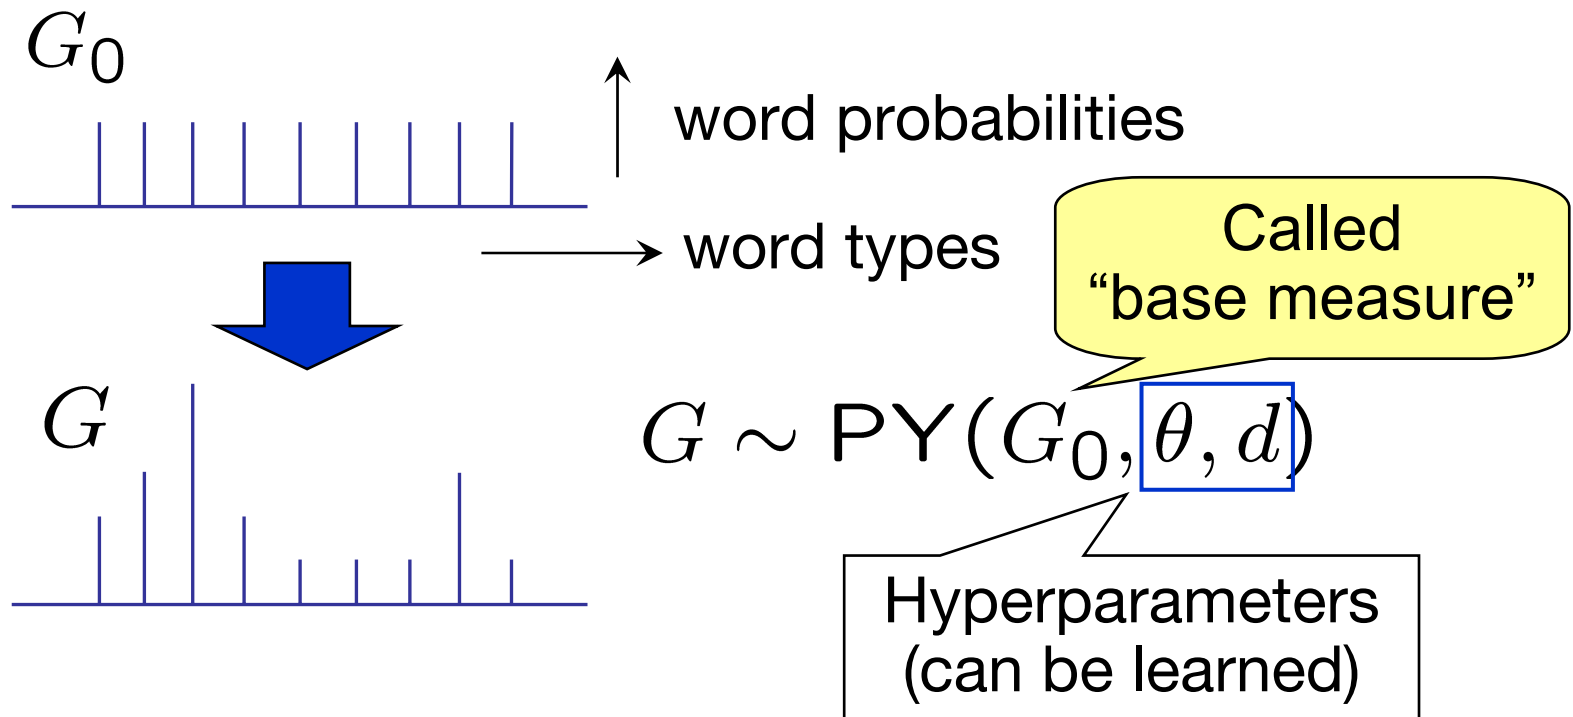 G₀
word probabilities
word types
Called
“base measure”
G
G ∼ PY(G₀, θ, d)
Hyperparameters
(can be learned)